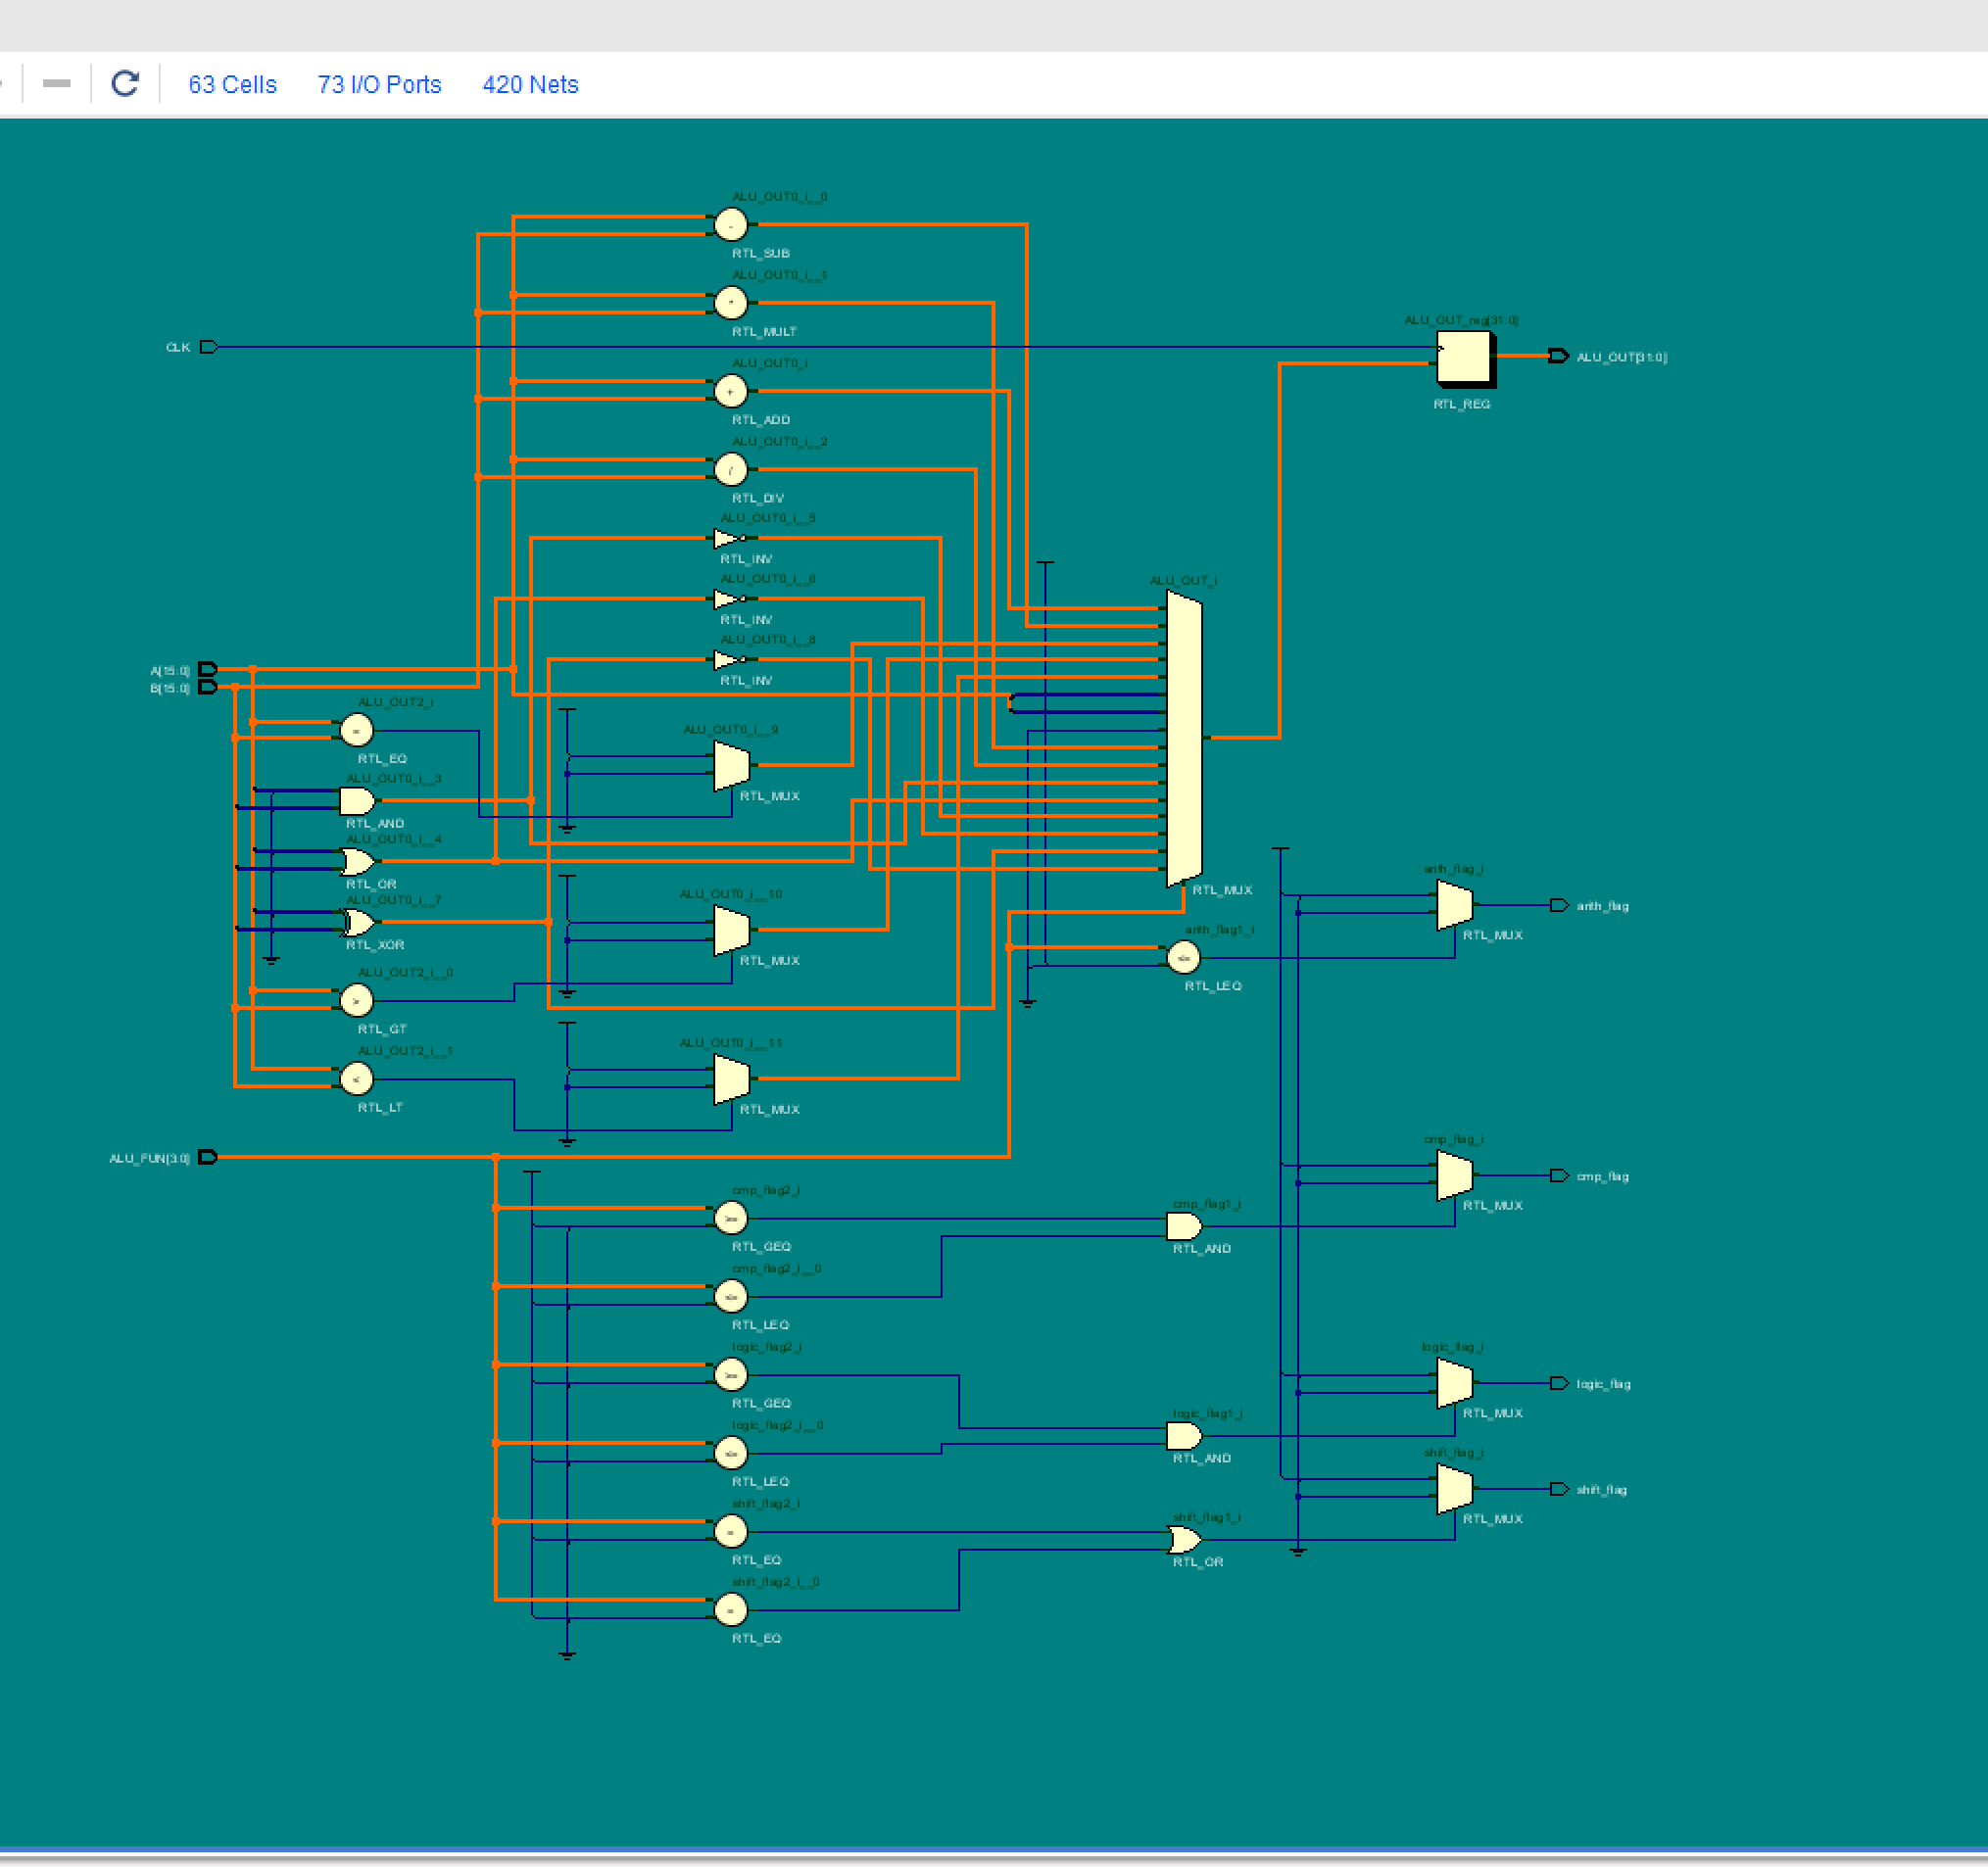 63 Cells 73 I/O Ports 420 Nets
ALU_OUT0_i__0
RTL_SUB
ALU_OUT0_i__1
RTL_MULT
CLK
ALU_OUT_reg[31:0]
ALU_OUT[31:0]
RTL_REG
ALU_OUT0_i
+
RTL_ADD
ALU_OUT0_i__2
/
RTL_DIV
ALU_OUT0_i__5
RTL_INV
ALU_OUT0_i__6
RTL_INV
ALU_OUT0_i__8
RTL_INV
ALU_OUT_i
RTL_MUX
A[15:0]
B[15:0]
ALU_OUT2_i
=
RTL_EQ
ALU_OUT0_i__3
RTL_AND
ALU_OUT0_i__4
RTL_OR
ALU_OUT0_i__7
RTL_XOR
ALU_OUT2_i__0
>
RTL_GT
ALU_OUT2_i__1
<
RTL_LT
ALU_OUT0_i__9
RTL_MUX
ALU_OUT0_i__10
RTL_MUX
ALU_OUT0_i__11
RTL_MUX
arith_flag1_i
<=
RTL_LEQ
arith_flag_i
arith_flag
RTL_MUX
ALU_FUN[3:0]
cmp_flag2_i
>=
RTL_GEQ
cmp_flag2_i__0
<=
RTL_LEQ
cmp_flag1_i
RTL_AND
cmp_flag_i
cmp_flag
RTL_MUX
logic_flag2_i
>=
RTL_GEQ
logic_flag2_i__0
<=
RTL_LEQ
logic_flag1_i
RTL_AND
logic_flag_i
logic_flag
RTL_MUX
shift_flag2_i
=
RTL_EQ
shift_flag2_i__0
=
RTL_EQ
shift_flag1_i
RTL_OR
shift_flag_i
shift_flag
RTL_MUX